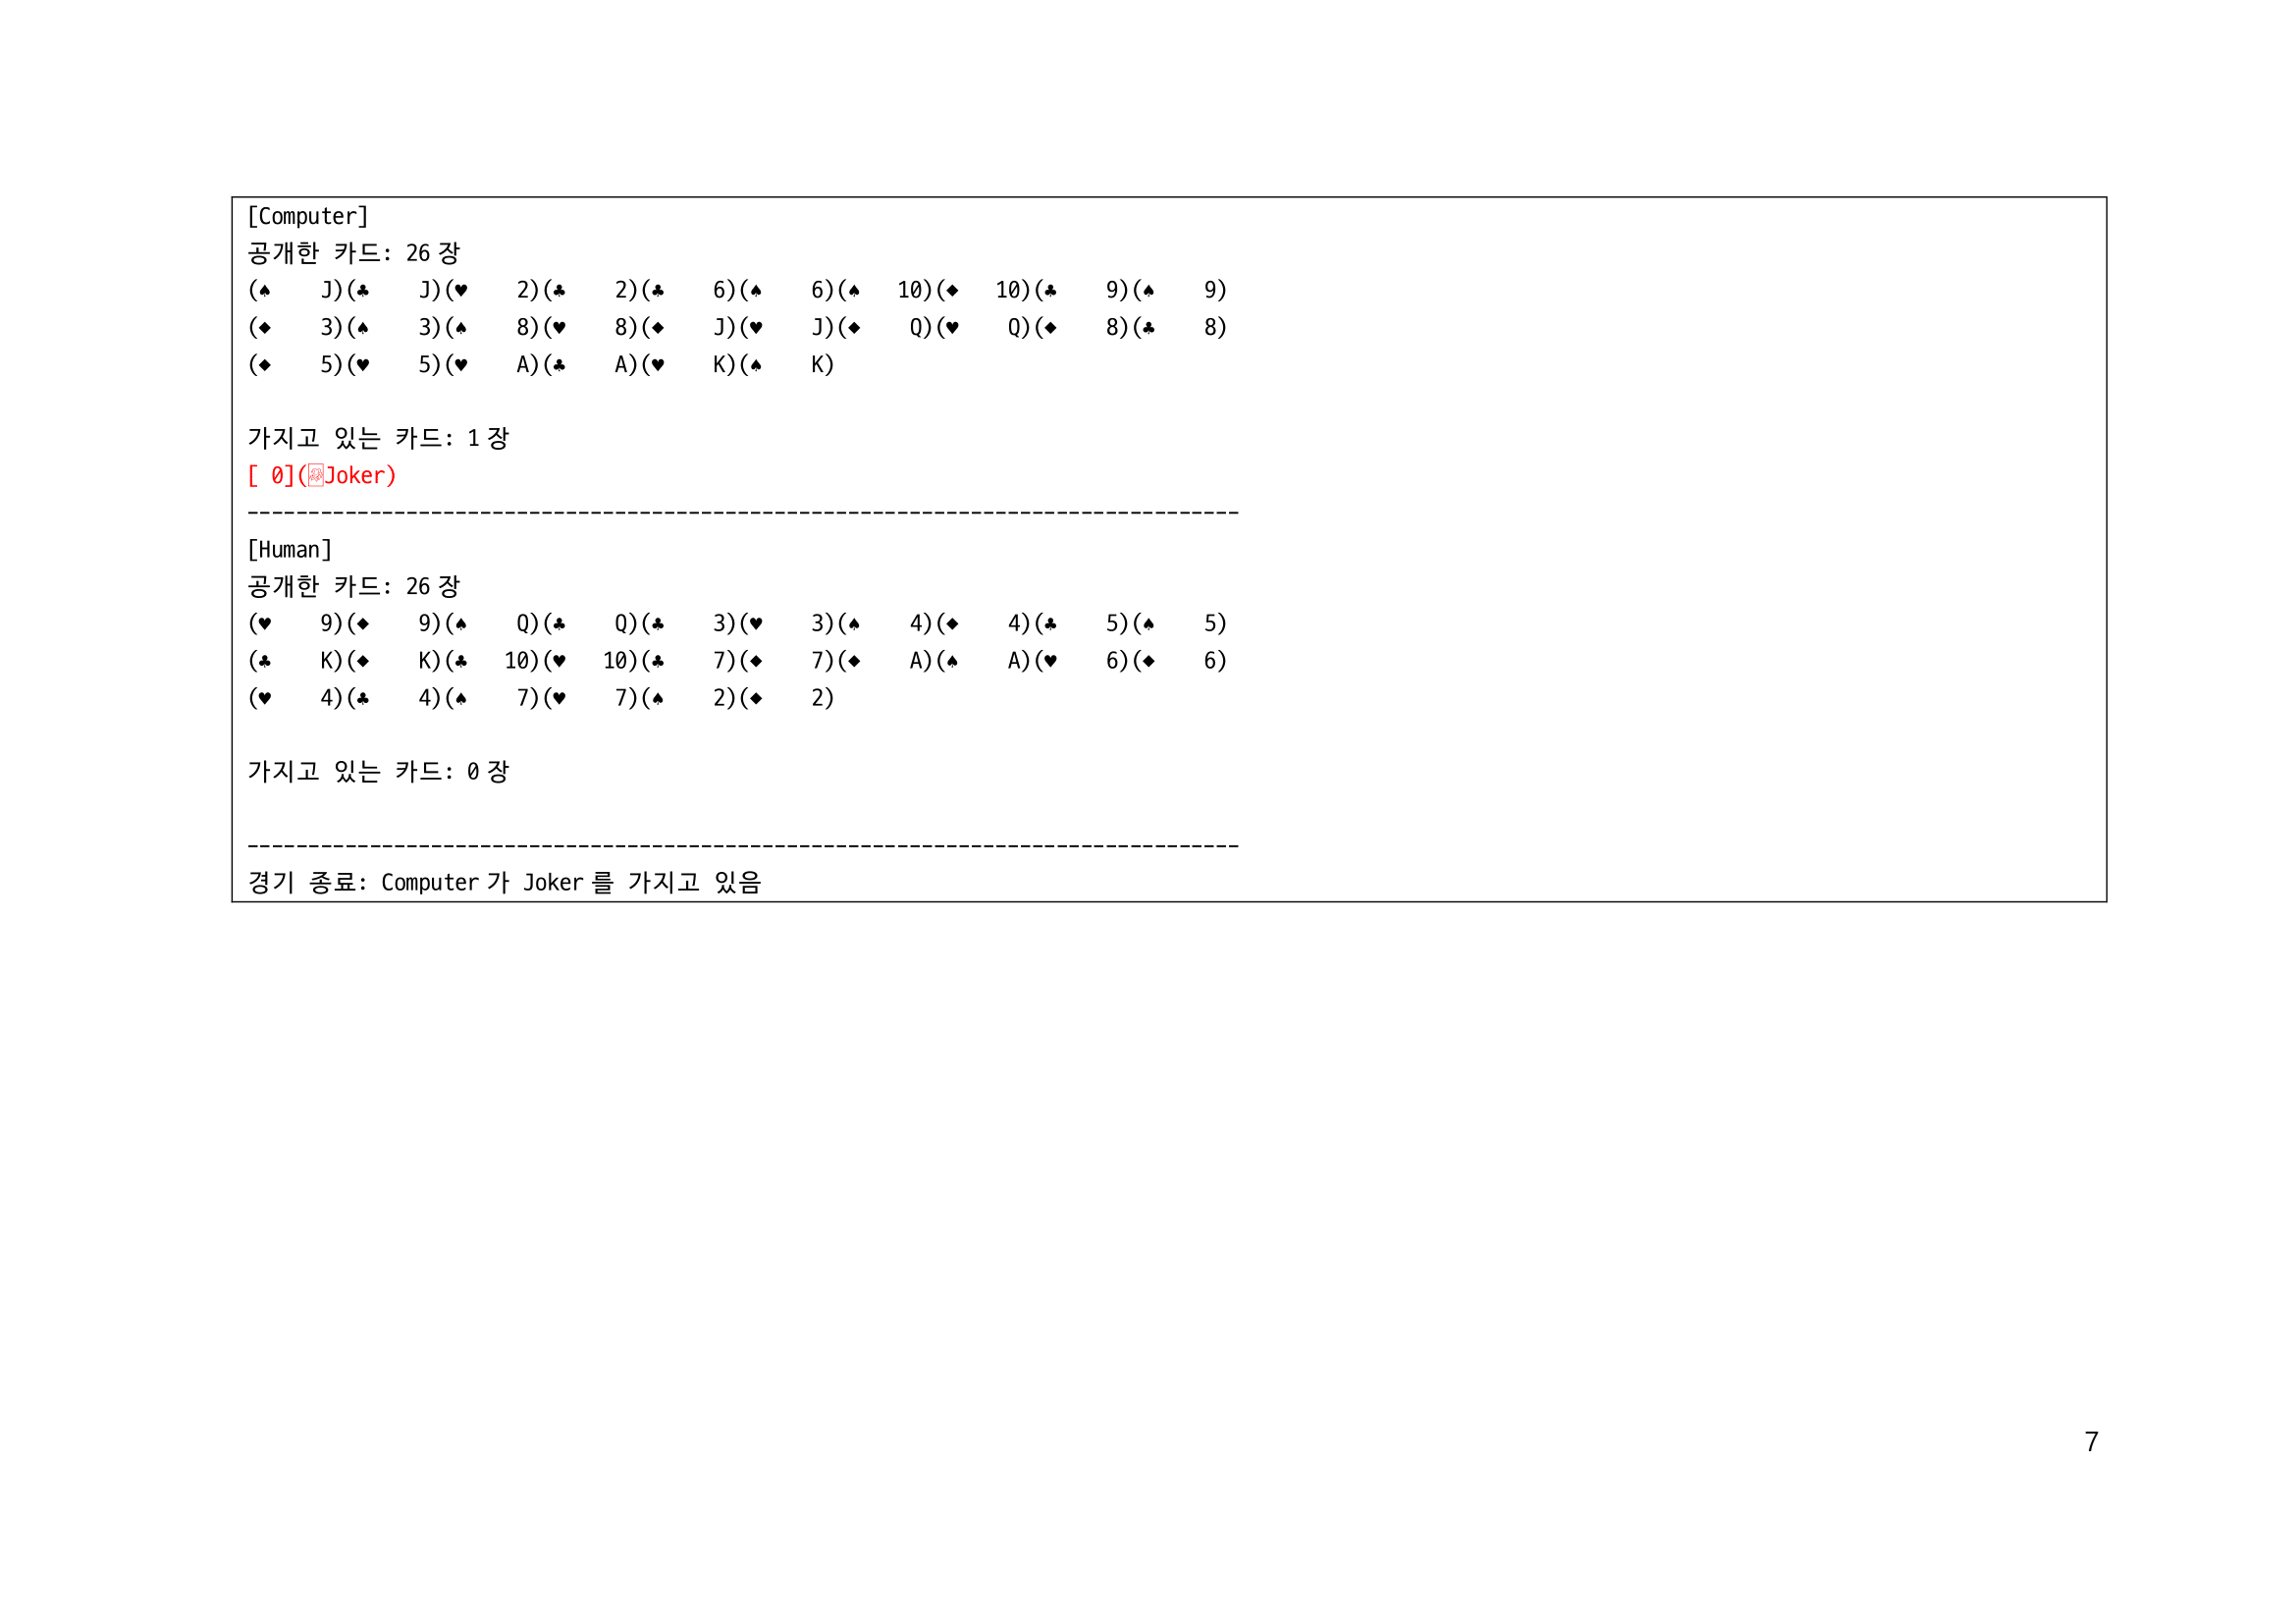 [Computer]
공개한 카드: 26 장
(♠    J)(♣    J)(♥    2)(♣    2)(♣    6)(♠    6)(♠   10)(◆   10)(♣    9)(♠    9)
(◆    3)(♠    3)(♠    8)(♥    8)(◆    J)(♥    J)(◆    Q)(♥    Q)(◆    8)(♣    8)
(◆    5)(♥    5)(♥    A)(♣    A)(♥    K)(♠    K)
가지고 있는 카드: 1 장
[ 0](🃏Joker)
---------------------------------------------------------------------------------
[Human]
공개한 카드: 26 장
(♥    9)(◆    9)(♠    Q)(♣    Q)(♣    3)(♥    3)(♠    4)(◆    4)(♣    5)(♠    5)
(♣    K)(◆    K)(♣   10)(♥   10)(♣    7)(◆    7)(◆    A)(♠    A)(♥    6)(◆    6)
(♥    4)(♣    4)(♠    7)(♥    7)(♠    2)(◆    2)
가지고 있는 카드: 0 장
---------------------------------------------------------------------------------
경기 종료: Computer 가 Joker 를 가지고 있음
7